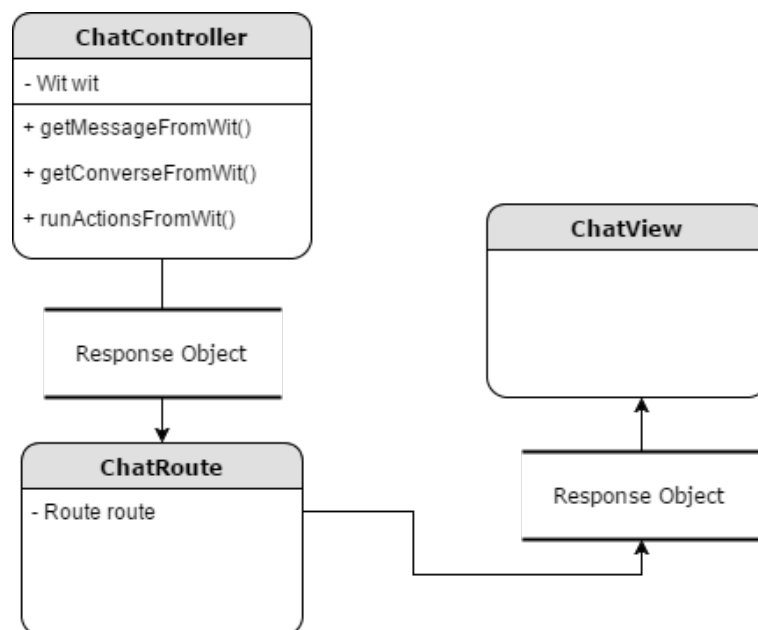 ChatController
- Wit wit
+ getMessageFromWit()
+ getConverseFromWit()
+ runActionsFromWit()
Response Object
ChatRoute
- Route route
ChatView
Response Object